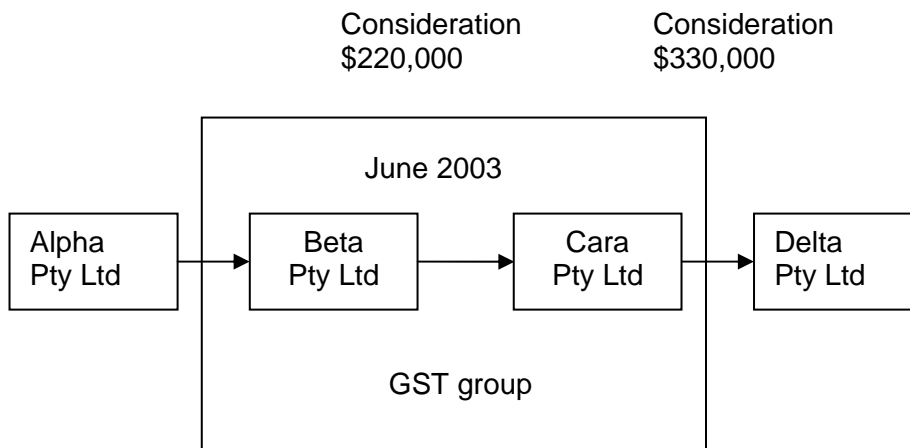 Consideration
$220,000
Consideration
$330,000
June 2003
Alpha
Pty Ltd
Beta
Pty Ltd
Cara
Pty Ltd
Delta
Pty Ltd
GST group